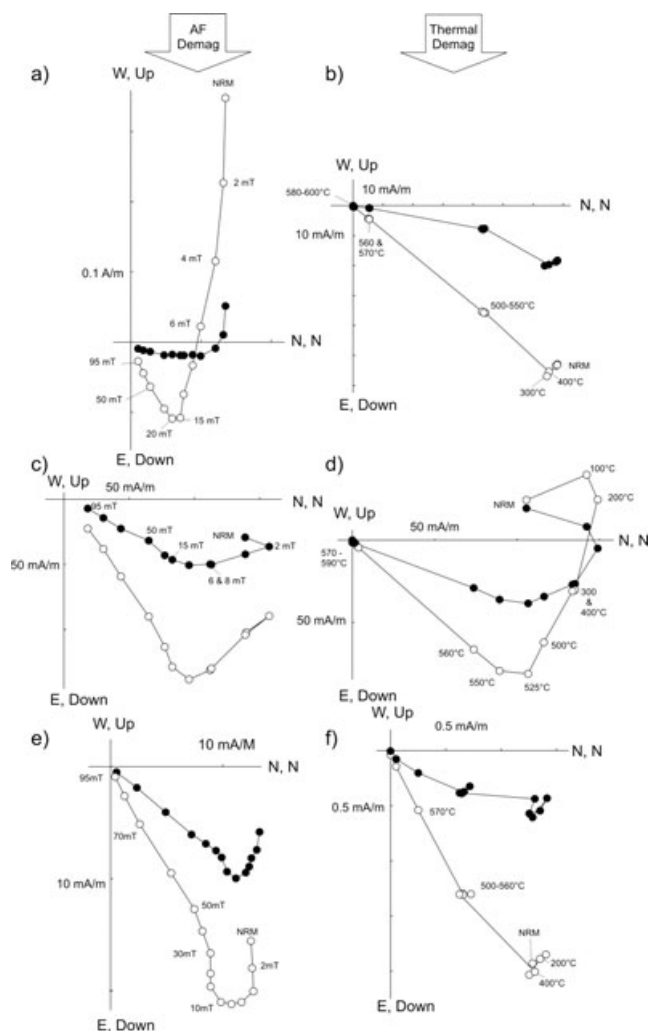 AF
Demag
Thermal
Demag
a)
W, Up
NRM
2 mT
4 mT
0.1 A/m
6 mT
N, N
95 mT
50 mT
20 mT
15 mT
E, Down
b)
W, Up
580-600°C
10 mA/m
N, N
10 mA/m
560 &
570°C
500-550°C
NRM
400°C
300°C
E, Down
c)
W, Up
50 mA/m
N, N
95 mT
50 mT
15 mT
NRM
2 mT
6 & 8 mT
50 mA/m
E, Down
d)
W, Up
100°C
NRM
200°C
50 mA/m
N, N
570 -
590°C
300
&
400°C
50 mA/m
500°C
560°C
550°C
525°C
E, Down
e)
W, Up
10 mA/M
N, N
95mT
70mT
10 mA/m
50mT
NRM
30mT
2mT
10mT
E, Down
f)
W, Up
0.5 mA/m
N, N
0.5 mA/m
570°C
500-560°C
NRM
200°C
400°C
E, Down